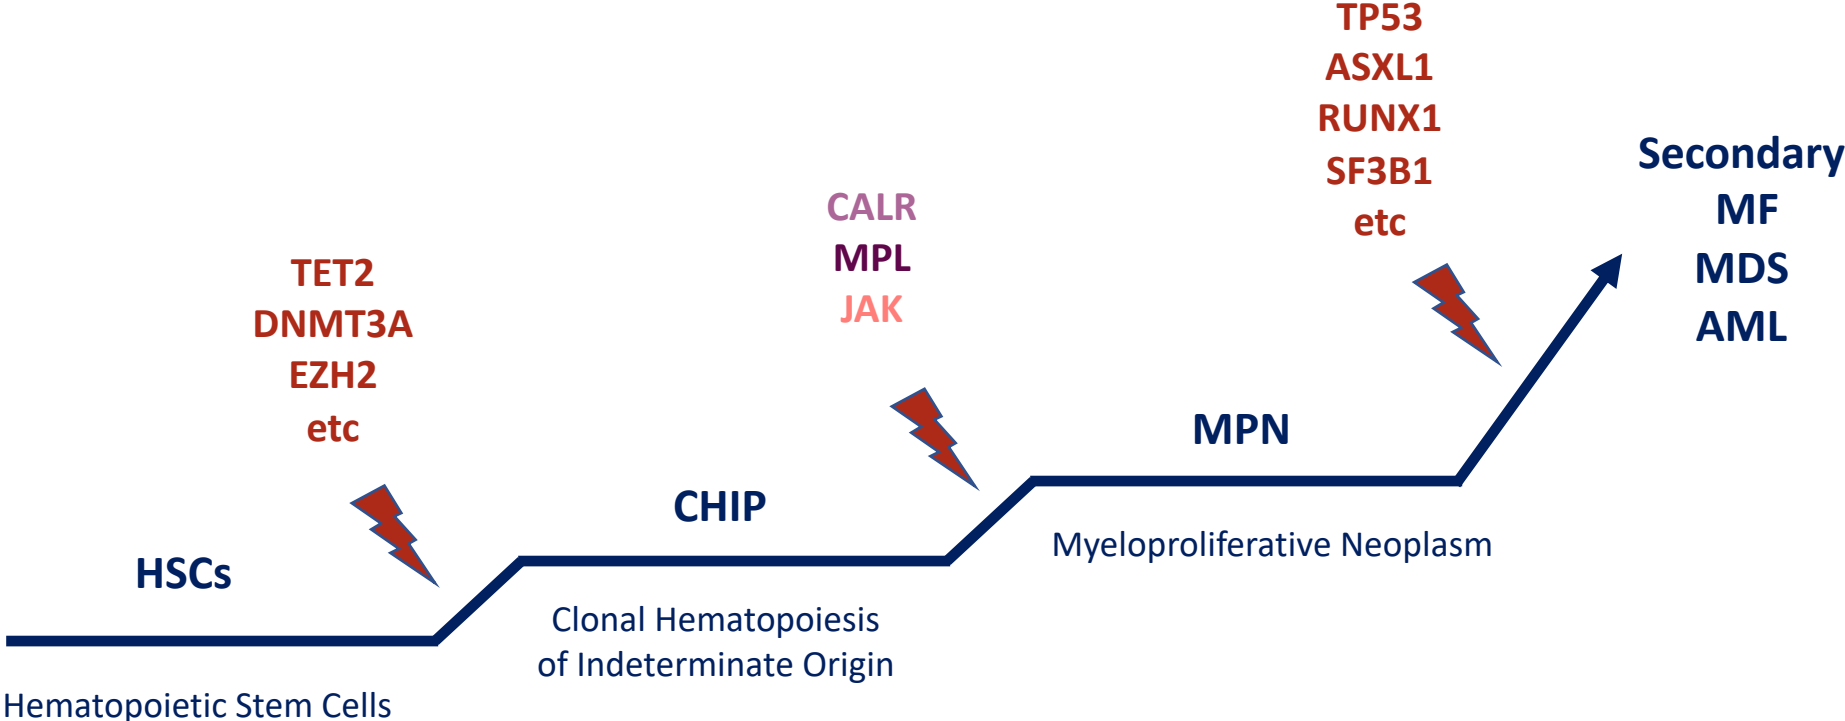 HSCs
Hematopoietic Stem Cells
TET2
DNMT3A
EZH2
etc
CHIP
Clonal Hematopoiesis
of Indeterminate Origin
CALR
MPL
JAK
MPN
Myeloproliferative Neoplasm
TP53
ASXL1
RUNX1
SF3B1
etc
Secondary
MF
MDS
AML